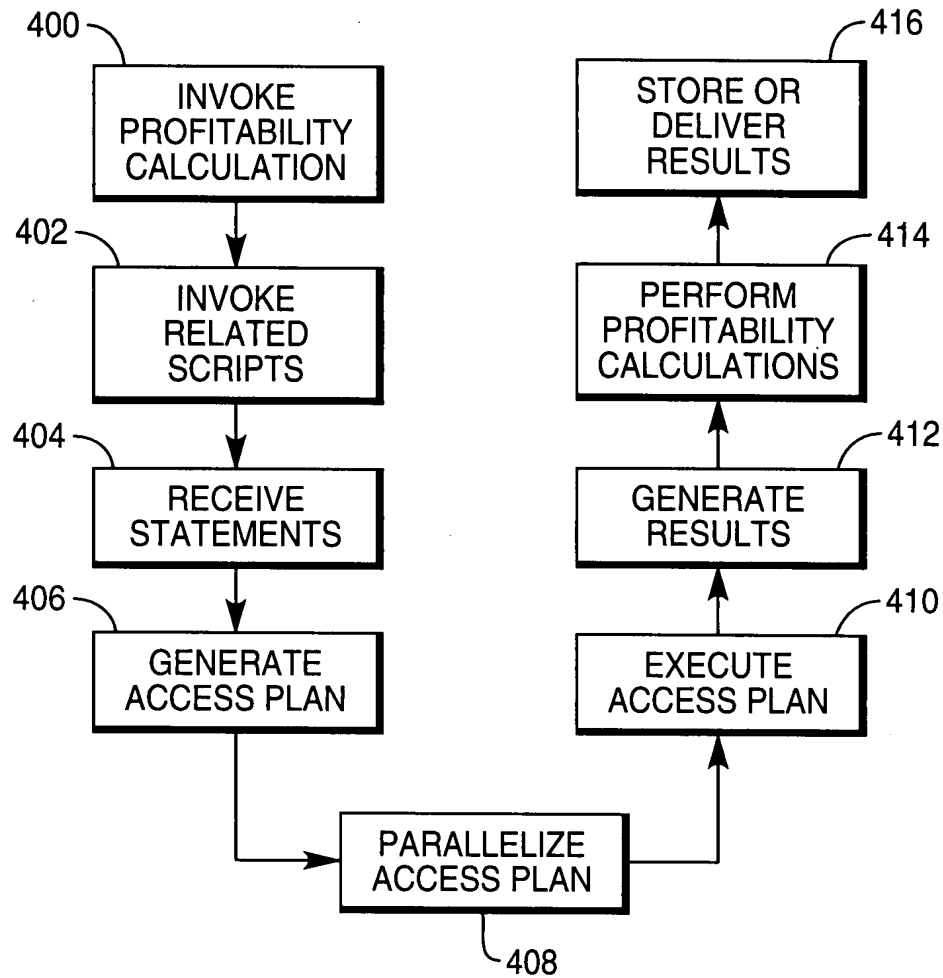 400
INVOKE
PROFITABILITY
CALCULATION
402
INVOKE
RELATED
SCRIPTS
404
RECEIVE
STATEMENTS
406
GENERATE
ACCESS PLAN
PARALLELIZE
ACCESS PLAN
408
410
EXECUTE
ACCESS PLAN
412
GENERATE
RESULTS
414
PERFORM
PROFITABILITY
CALCULATIONS
416
STORE OR
DELIVER
RESULTS